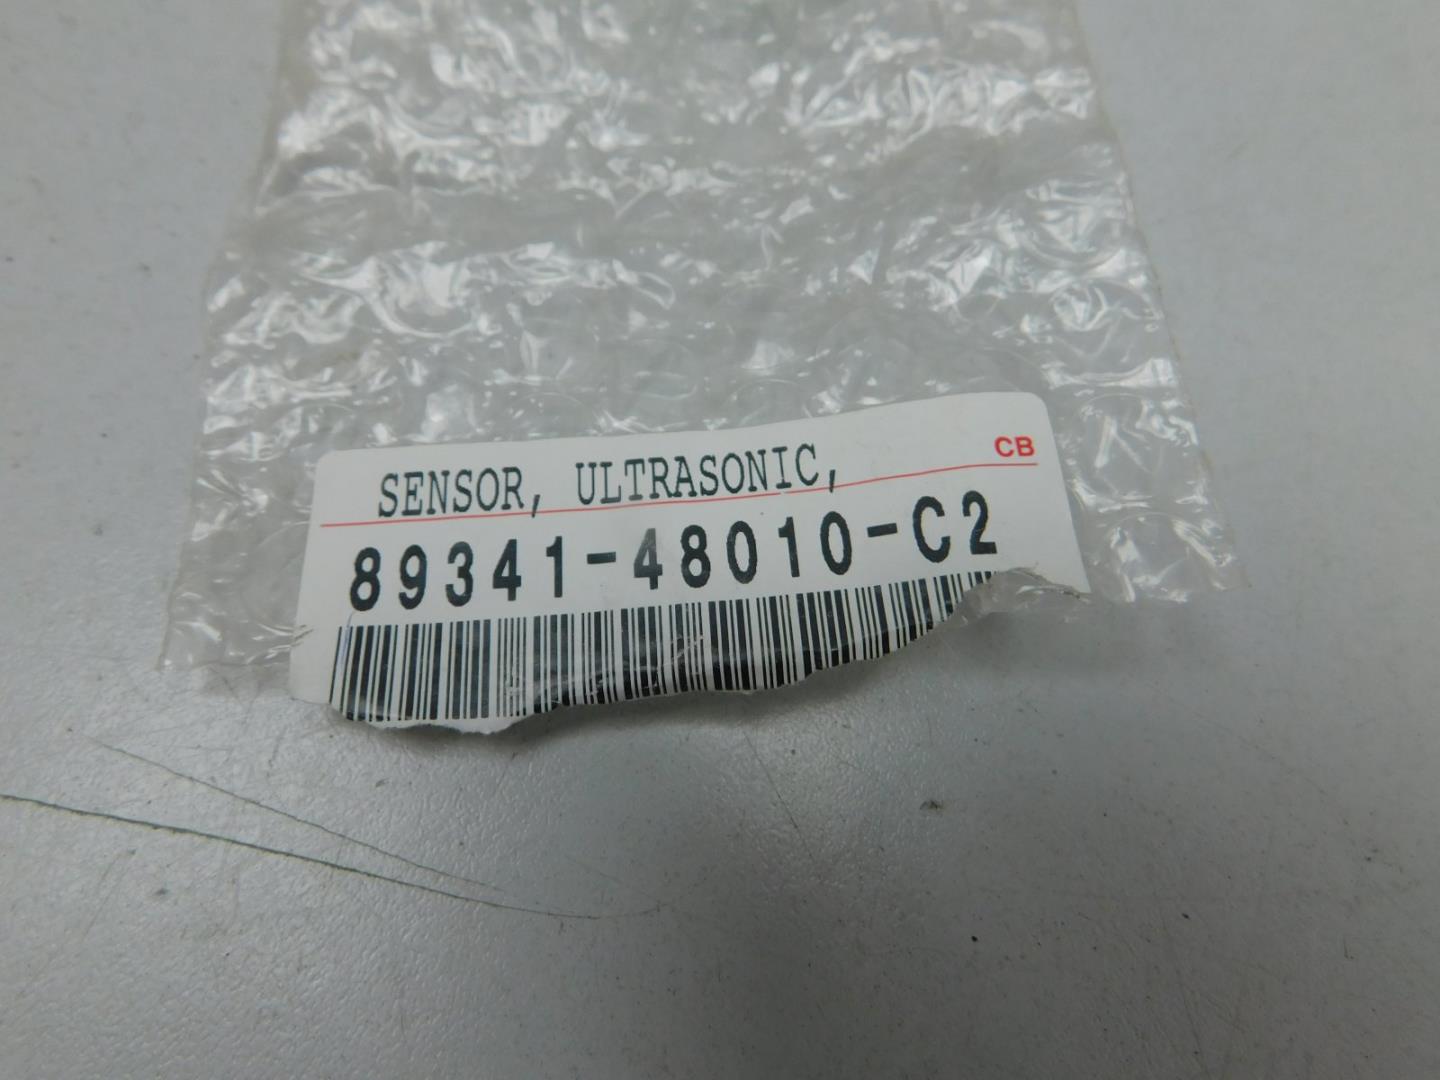 SENSOR, ULTRASONIC,
CB
89341-48010-C2